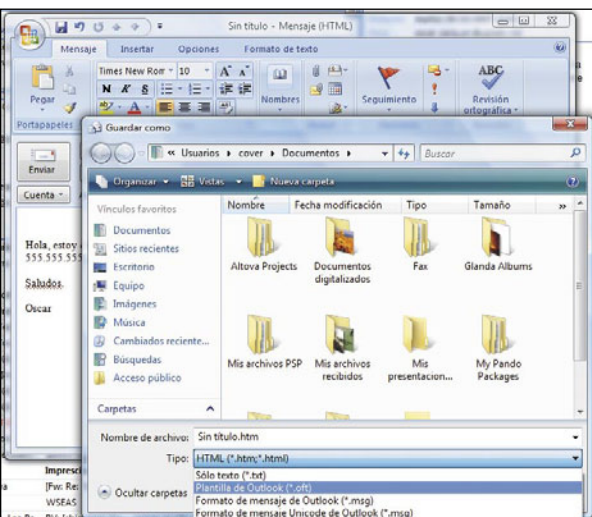 Sin título - Mensaje (HTML)
Mensaje Insertar Opciones Formato de texto
Pegar
Portapapeles
Times New Rom 10
N K S
Nombres
Seguimiento
ABC
Revisión
ortográfica
Guardar como
Enviar
Cuenta
« Usuarios cover Documentos
Buscar
Organizar Vistas Nueva carpeta
Vínculos favoritos
Documentos
Sitios recientes
Escritorio
Equipo
Imágenes
Música
Cambiados reciente...
Búsquedas
Acceso público
Carpetas
Nombre Fecha modificación Tipo Tamaño »
Altova Projects
Documentos
digitalizados
Fax
Glanda Albums
Mis archivos PSP
Mis archivos
recibidos
Mis
presentacion...
My Pando
Packages
Hola, estoy
555.555.555
Saludos.
Oscar
Nombre de archivo: Sin título.htm
Tipo: HTML (*.htm;*.html)
Sólo texto (*.txt)
Plantilla de Outlook (*.oft)
Formato de mensaje de Outlook (*.msg)
Formato de mensaje Unicode de Outlook (*.msg)
Ocultar carpetas
Impresci
[Fw: Re:
WSEAS